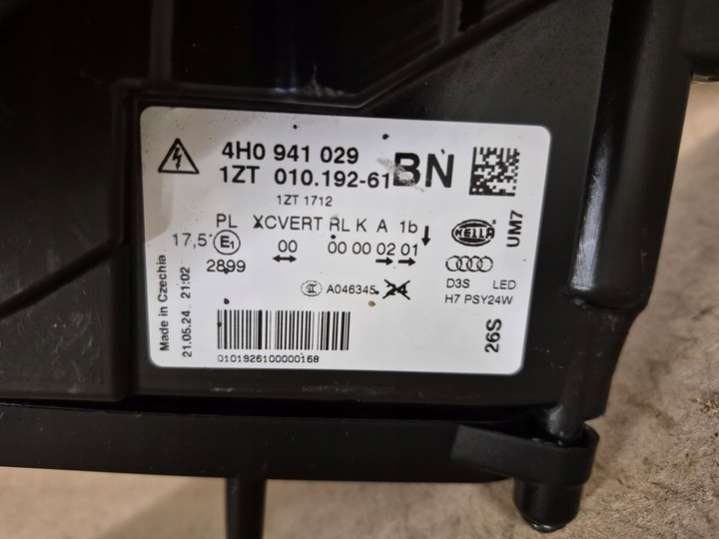 4H0 941 029
1ZT 010.192-61 BN
1ZT 1712
PL XCVERT RL K A 1b
17,5 E1 00 00 00 02 01
2899
A046345 24
HELLA
UM7
D3S LED
H7 PSY24W
26S
Made in Czechia
21.05.24 21:02
0101926100000168